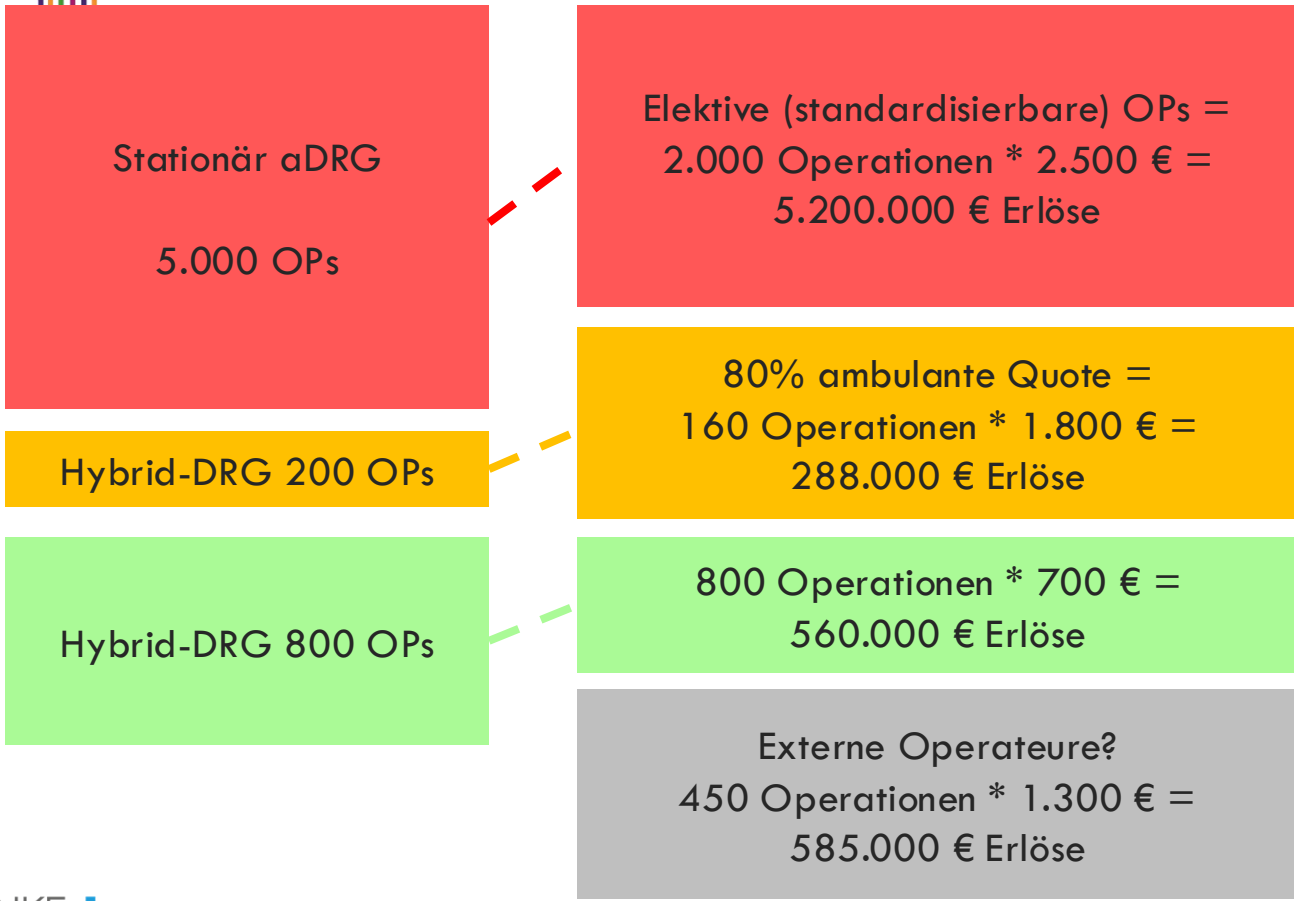 Stationär aDRG
5.000 OPs
Elektive (standardisierbare) OPs =
2.000 Operationen * 2.500 € =
5.200.000 € Erlöse
Hybrid-DRG 200 OPs
80% ambulante Quote =
160 Operationen * 1.800 € =
288.000 € Erlöse
Hybrid-DRG 800 OPs
800 Operationen * 700 € =
560.000 € Erlöse
Externe Operateure?
450 Operationen * 1.300 € =
585.000 € Erlöse